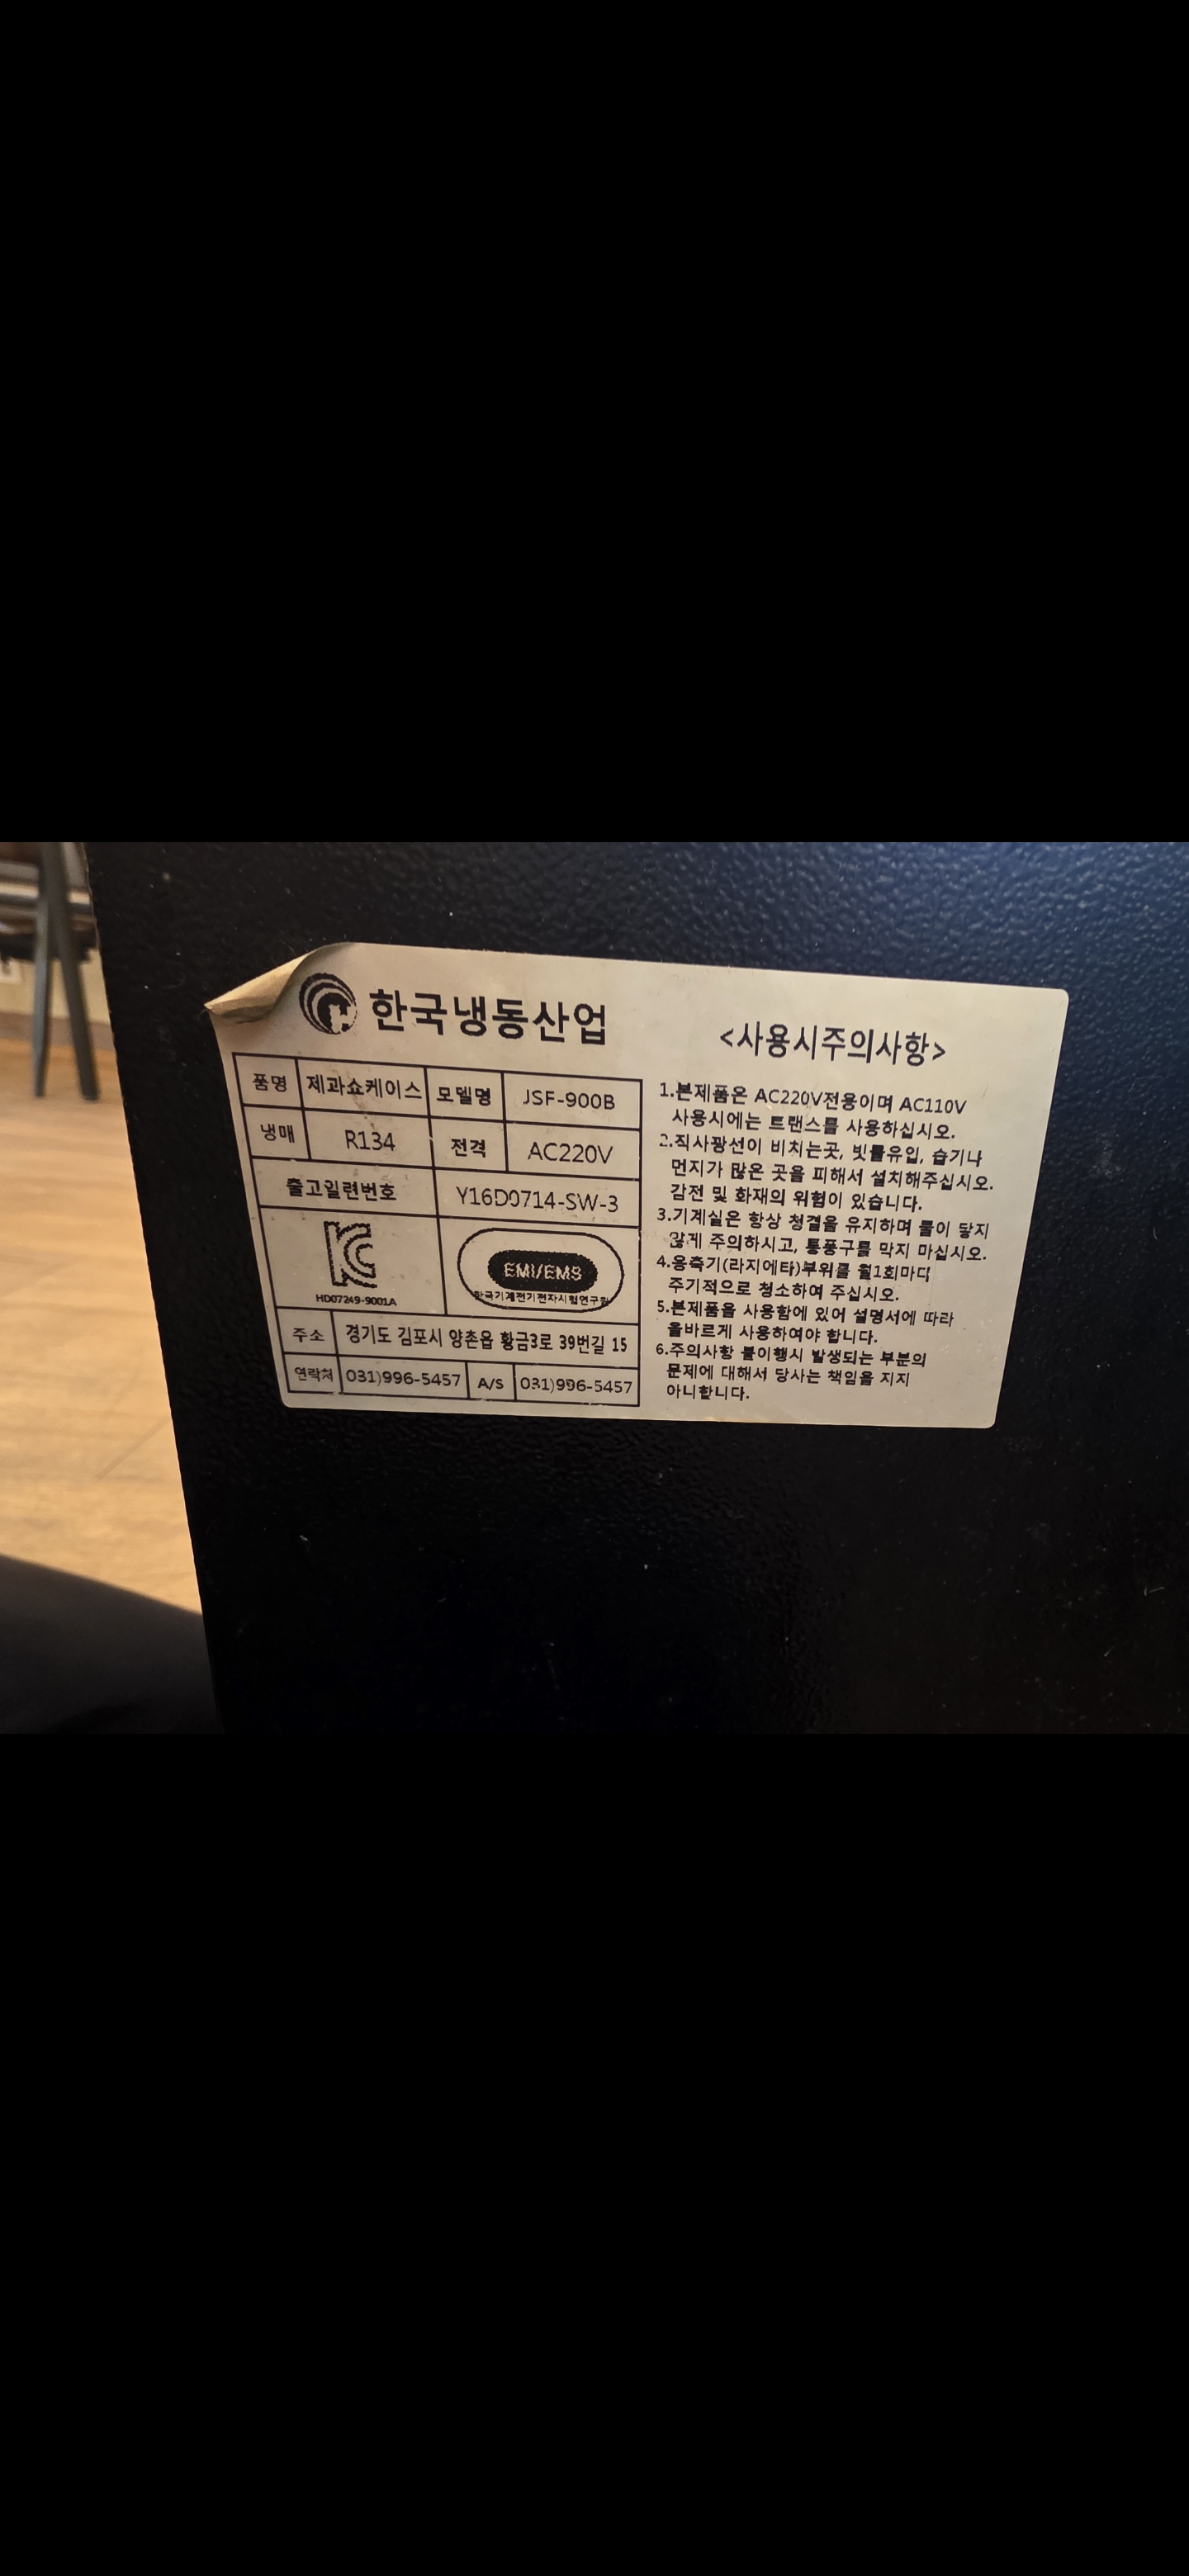 한국냉동산업
품명 제과쇼케이스 모델명 JSF-900B
냉매 R134 전격 AC220V
출고일련번호 Y16D0714-SW-3
HD07249-9001A
EMI/EMS
한국기계전기전자시험연구원
주소 경기도 김포시 양촌읍 황금3로 39번길 15
연락처 031)996-5457 A/S 031)996-5457
<사용시주의사항>
1.본제품은 AC220V전용이며 AC110V
사용시에는 트랜스를 사용하십시오.
2.직사광선이 비치는곳, 빗물유입, 습기나
먼지가 많은 곳을 피해서 설치해주십시오.
감전 및 화재의 위험이 있습니다.
3.기계실은 항상 청결을 유지하며 물이 닿지
않게 주의하시고, 통풍구를 막지 마십시오.
4.응축기(라지에타)부위를 월1회마다
주기적으로 청소하여 주십시오.
5.본제품을 사용함에 있어 설명서에 따라
올바르게 사용하여야 합니다.
6.주의사항 불이행시 발생되는 부분의
문제에 대해서 당사는 책임을 지지
아니합니다.